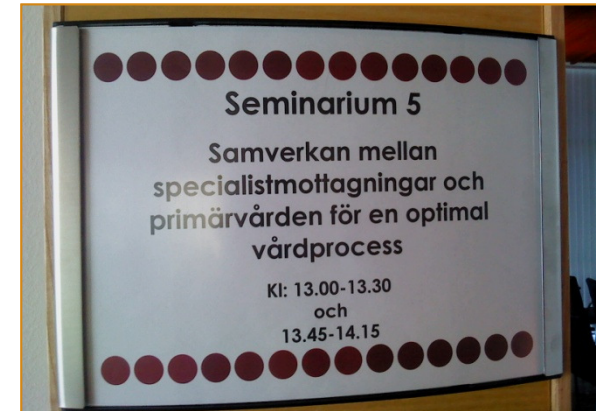 Seminarium 5
Samverkan mellan
specialistmottagningar och
primärvården för en optimal
vårdprocess
Kl: 13.00-13.30
och
13.45-14.15